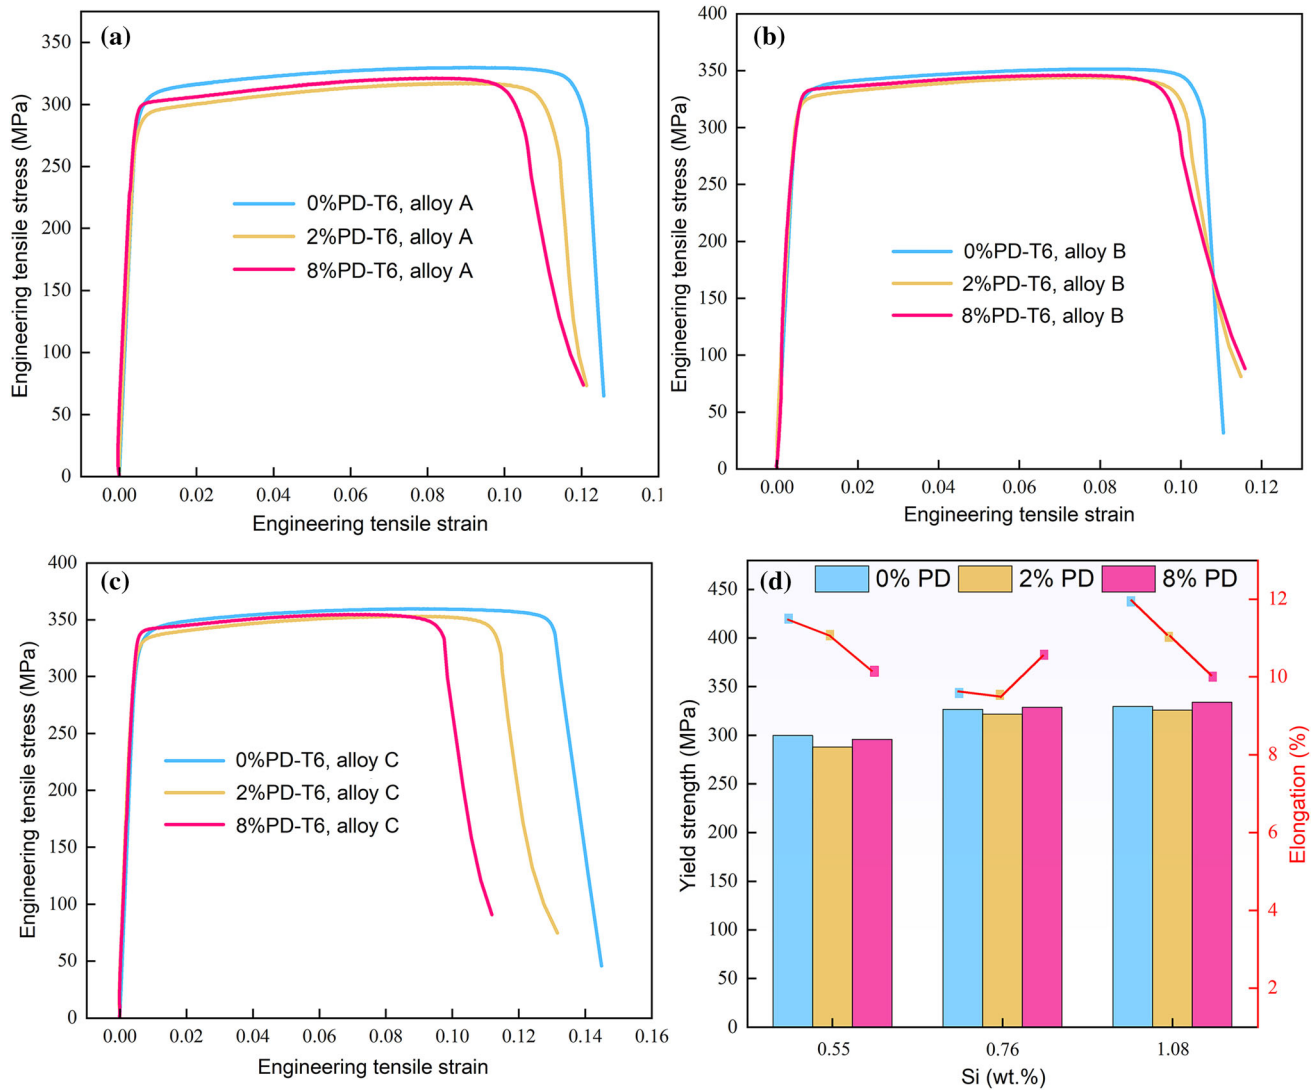 (a)
350
300
250
200
150
100
50
0
Engineering tensile stress (MPa)
0%PD-T6, alloy A
2%PD-T6, alloy A
8%PD-T6, alloy A
0.00 0.02 0.04 0.06 0.08 0.10 0.12 0.1
Engineering tensile strain
(b)
400
350
300
250
200
150
100
50
0
Engineering tensile stress (MPa)
0%PD-T6, alloy B
2%PD-T6, alloy B
8%PD-T6, alloy B
0.00 0.02 0.04 0.06 0.08 0.10 0.12
Engineering tensile strain
(c)
400
350
300
250
200
150
100
50
0
Engineering tensile stress (MPa)
0%PD-T6, alloy C
2%PD-T6, alloy C
8%PD-T6, alloy C
0.00 0.02 0.04 0.06 0.08 0.10 0.12 0.14 0.16
Engineering tensile strain
(d)
0% PD 2% PD 8% PD
450
400
350
300
250
200
150
100
50
0
Yield strength (MPa)
12
10
8
6
4
2
Elongation (%)
0.55 0.76 1.08
Si (wt.%)